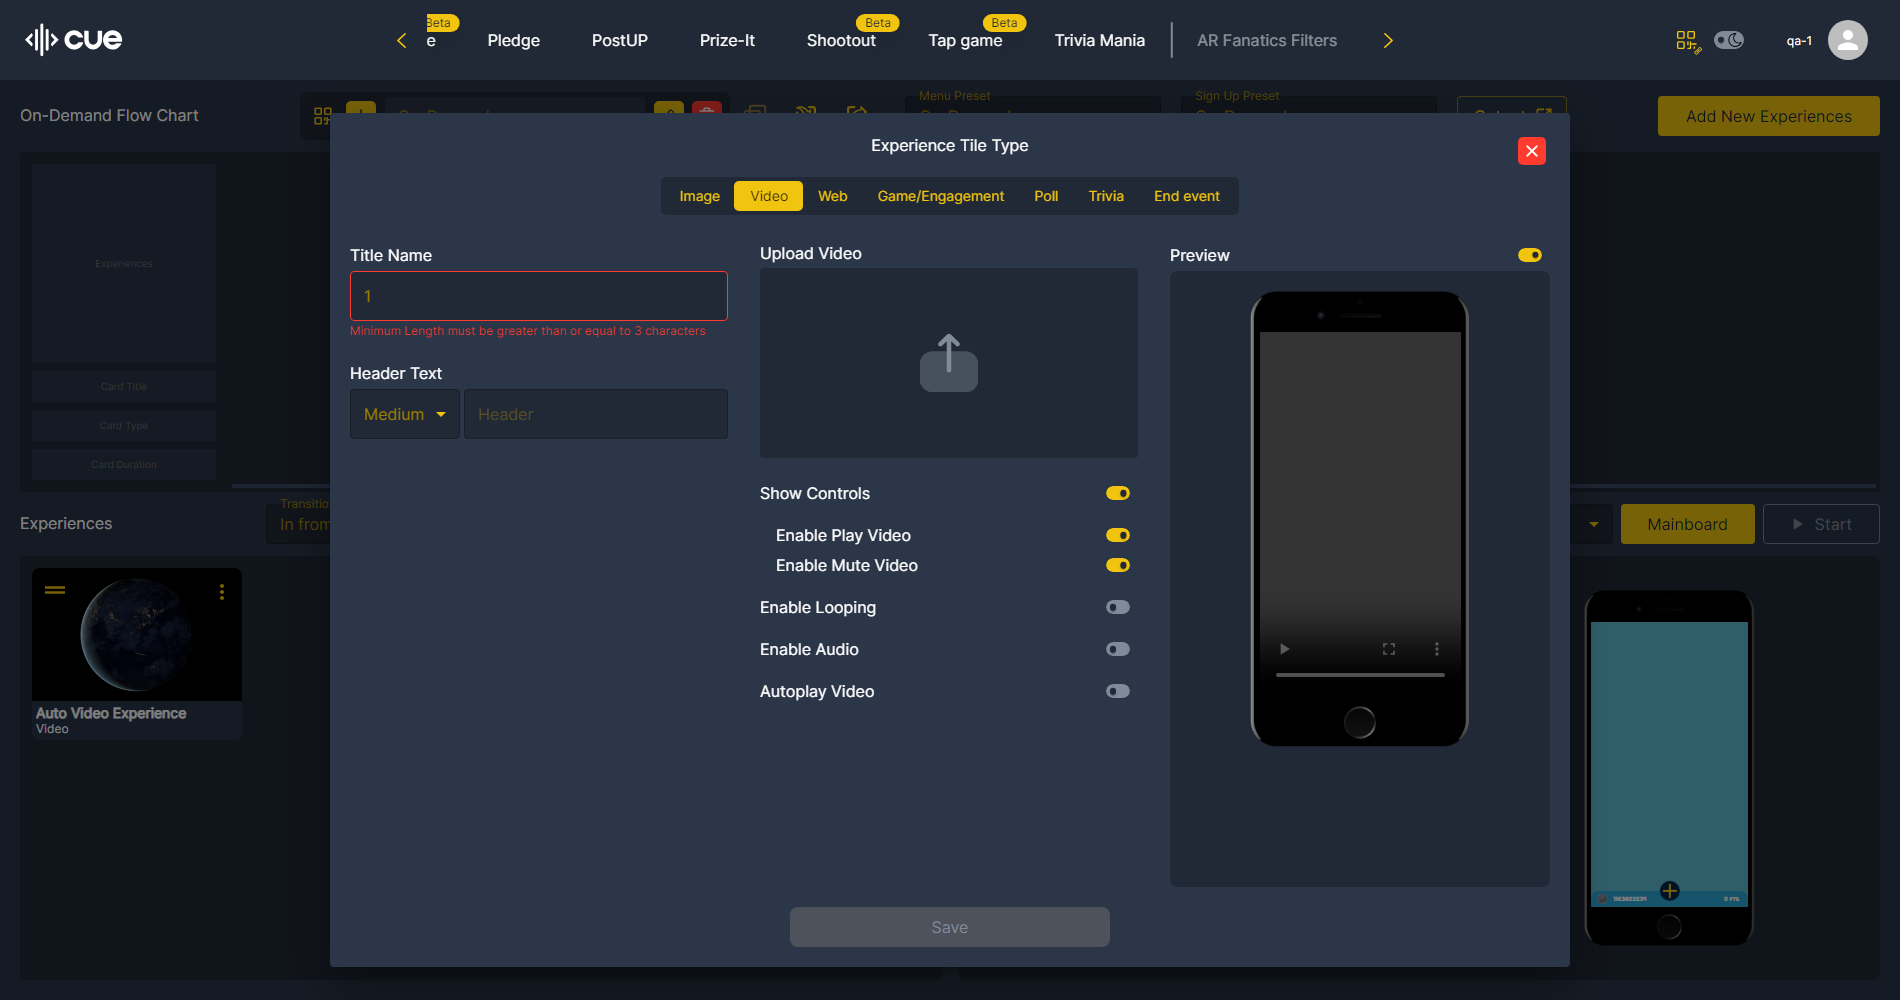 cue
Beta
e
Pledge
PostUP
Prize-It
Beta
Shootout
Beta
Tap game
Trivia Mania
AR Fanatics Filters
qa-1
On-Demand Flow Chart
Menu Preset
Sign Up Preset
Add New Experiences
Experience Tile Type
Image
Video
Web
Game/Engagement
Poll
Trivia
End event
Title Name
1
Minimum Length must be greater than or equal to 3 characters
Header Text
Medium
Header
Upload Video
Show Controls
Enable Play Video
Enable Mute Video
Enable Looping
Enable Audio
Autoplay Video
Preview
Save
Experiences
Card Title
Card Type
Card Duration
Experiences
Transitio
In from
Mainboard
Start
Auto Video Experience
Video